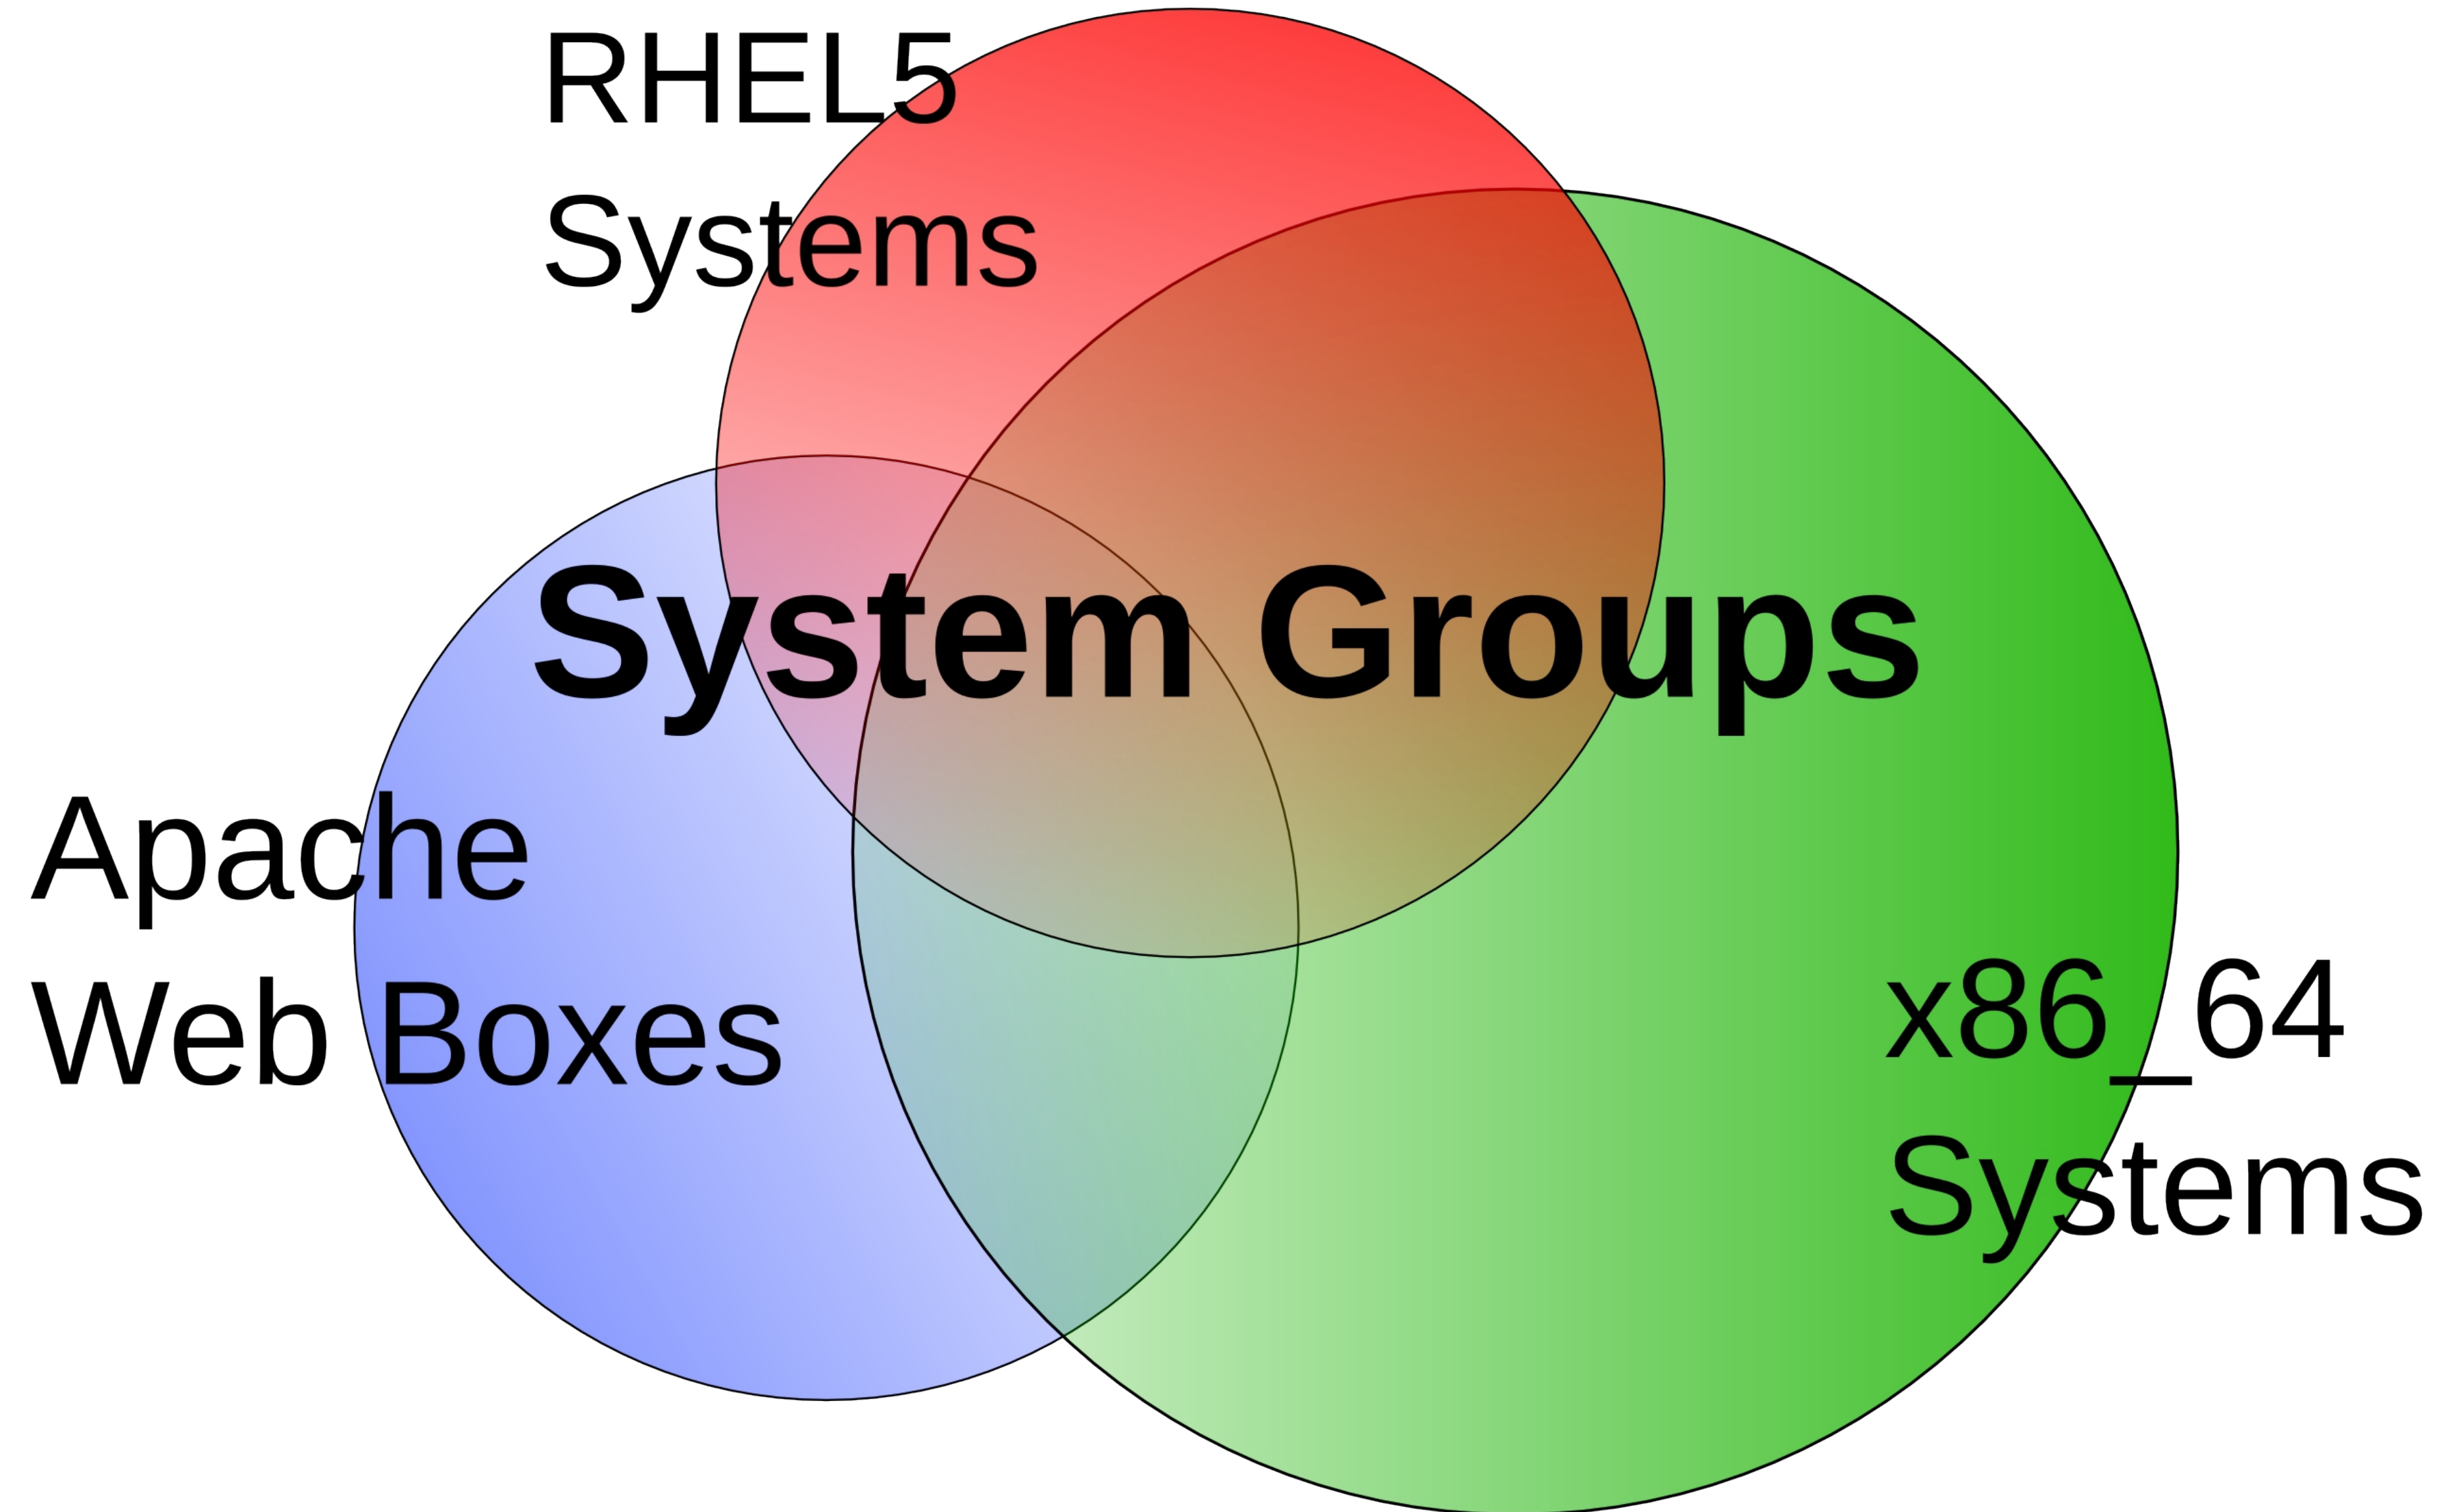 RHEL5
Systems
System Groups
Apache
Web Boxes
x86_64
Systems